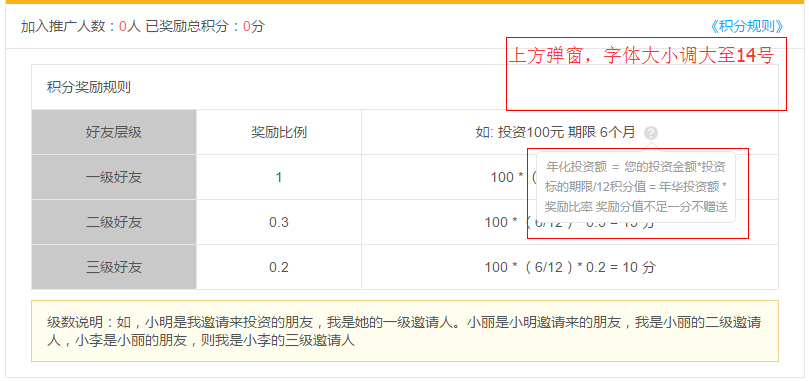 加入推广人数：0人 已奖励总积分：0分
《积分规则》
上方弹窗，字体大小调大至14号
积分奖励规则
好友层级 奖励比例 如: 投资100元 期限 6个月 ?
年化投资额 = 您的投资金额*投资
标的期限/12积分值 = 年华投资额 *
奖励比率 奖励分值不足一分不赠送
一级好友 1 100 * (
二级好友 0.3 100 * ( 6/12 ) * 0.3 = 15 分
三级好友 0.2 100 * ( 6/12 ) * 0.2 = 10 分
级数说明：如，小明是我邀请来投资的朋友，我是她的一级邀请人。小丽是小明邀请来的朋友，我是小丽的二级邀请
人，小李是小丽的朋友，则我是小李的三级邀请人